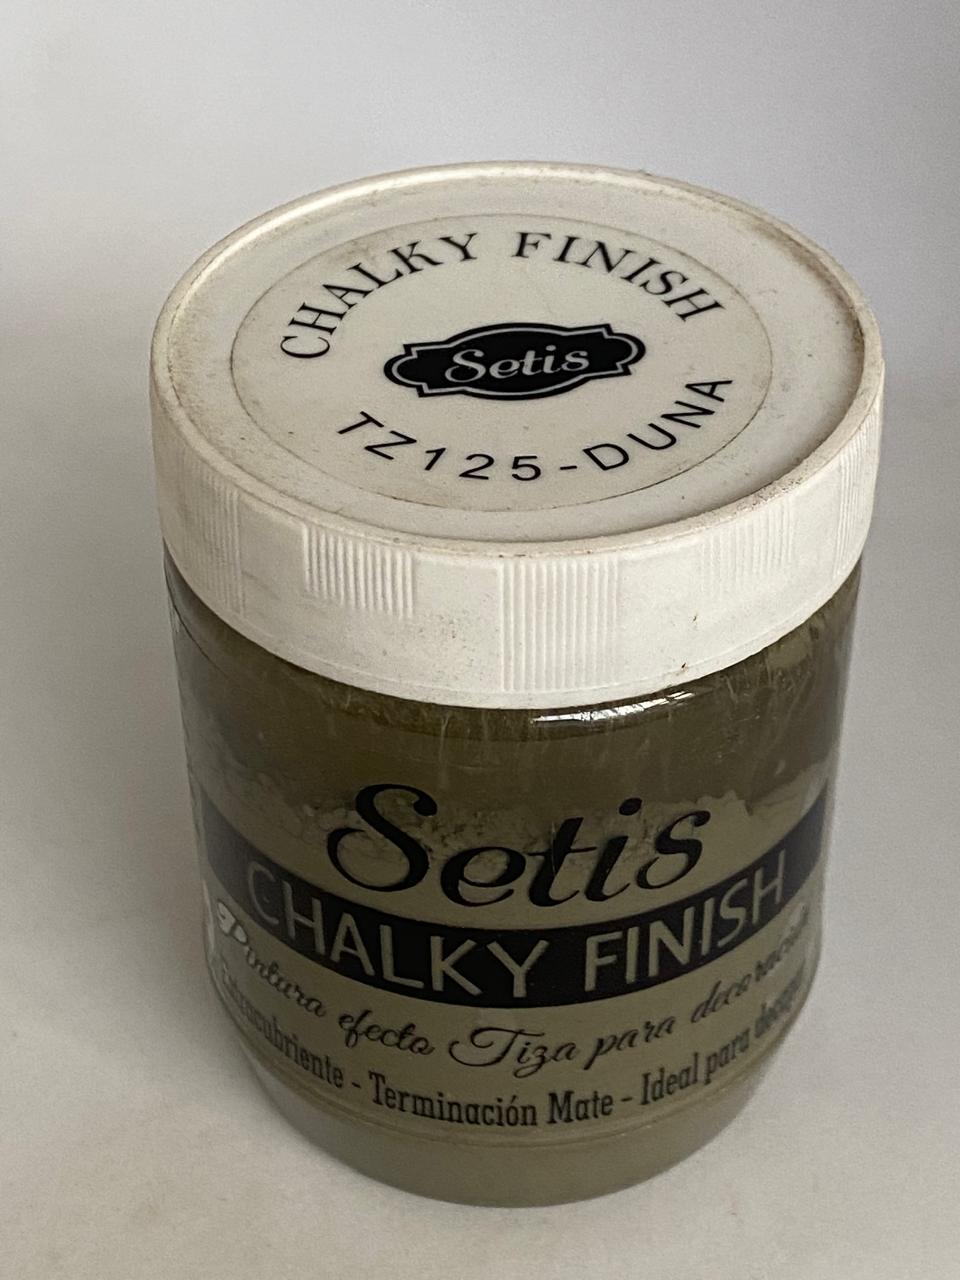 CHALKY FINISH
Setis
TZ125-DUNA
Setis
CHALKY FINISH
Pintura efecto Tiza para
- Terminación Mate - Ideal para